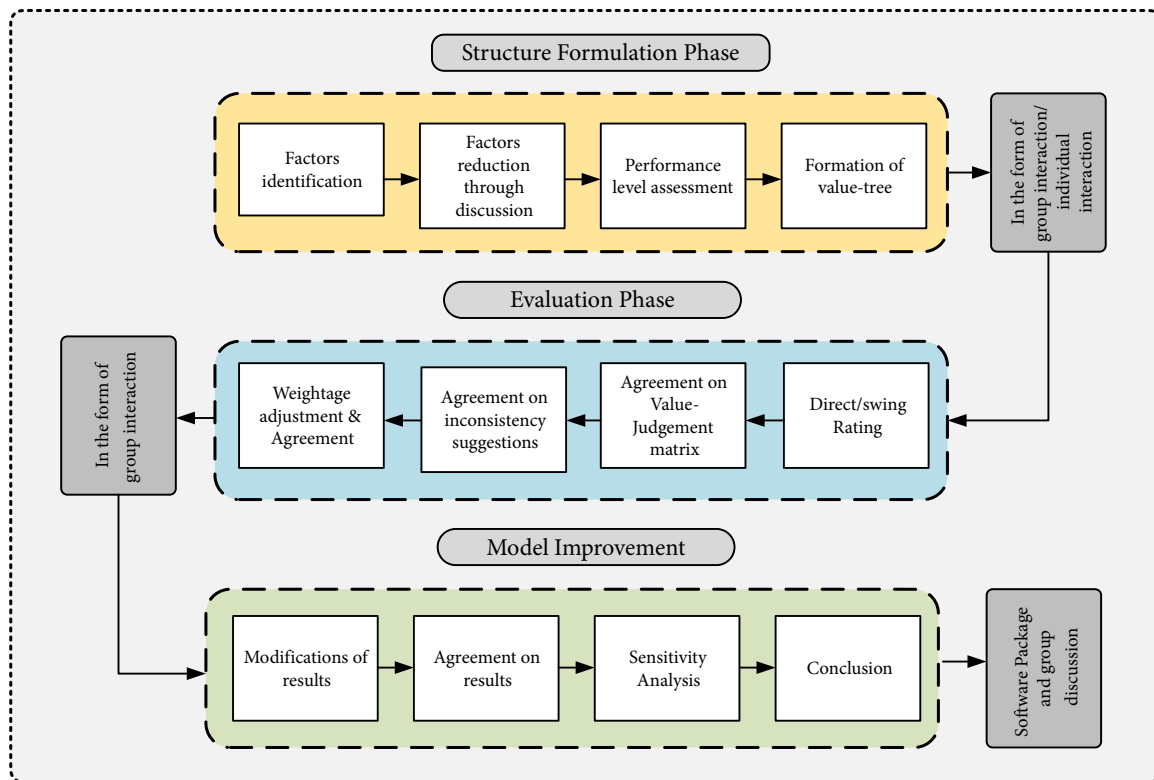 Structure Formulation Phase
Factors
identification
Factors
reduction
through
discussion
Performance
level assessment
Formation of
value-tree
In the form of
group interaction/
individual
interaction
Evaluation Phase
In the form of
group interaction
Weightage
adjustment &
Agreement
Agreement on
inconsistency
suggestions
Agreement on
Value-
Judgement
matrix
Direct/swing
Rating
Model Improvement
Modifications of
results
Agreement on
results
Sensitivity
Analysis
Conclusion
Software Package
and group
discussion